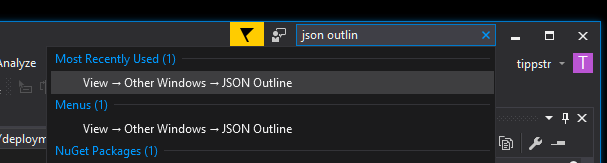 json outlin
Analyze
Most Recently Used (1)
tippstr
T
View → Other Windows → JSON Outline
Menus (1)
View → Other Windows → JSON Outline
NuGet Packages (1)